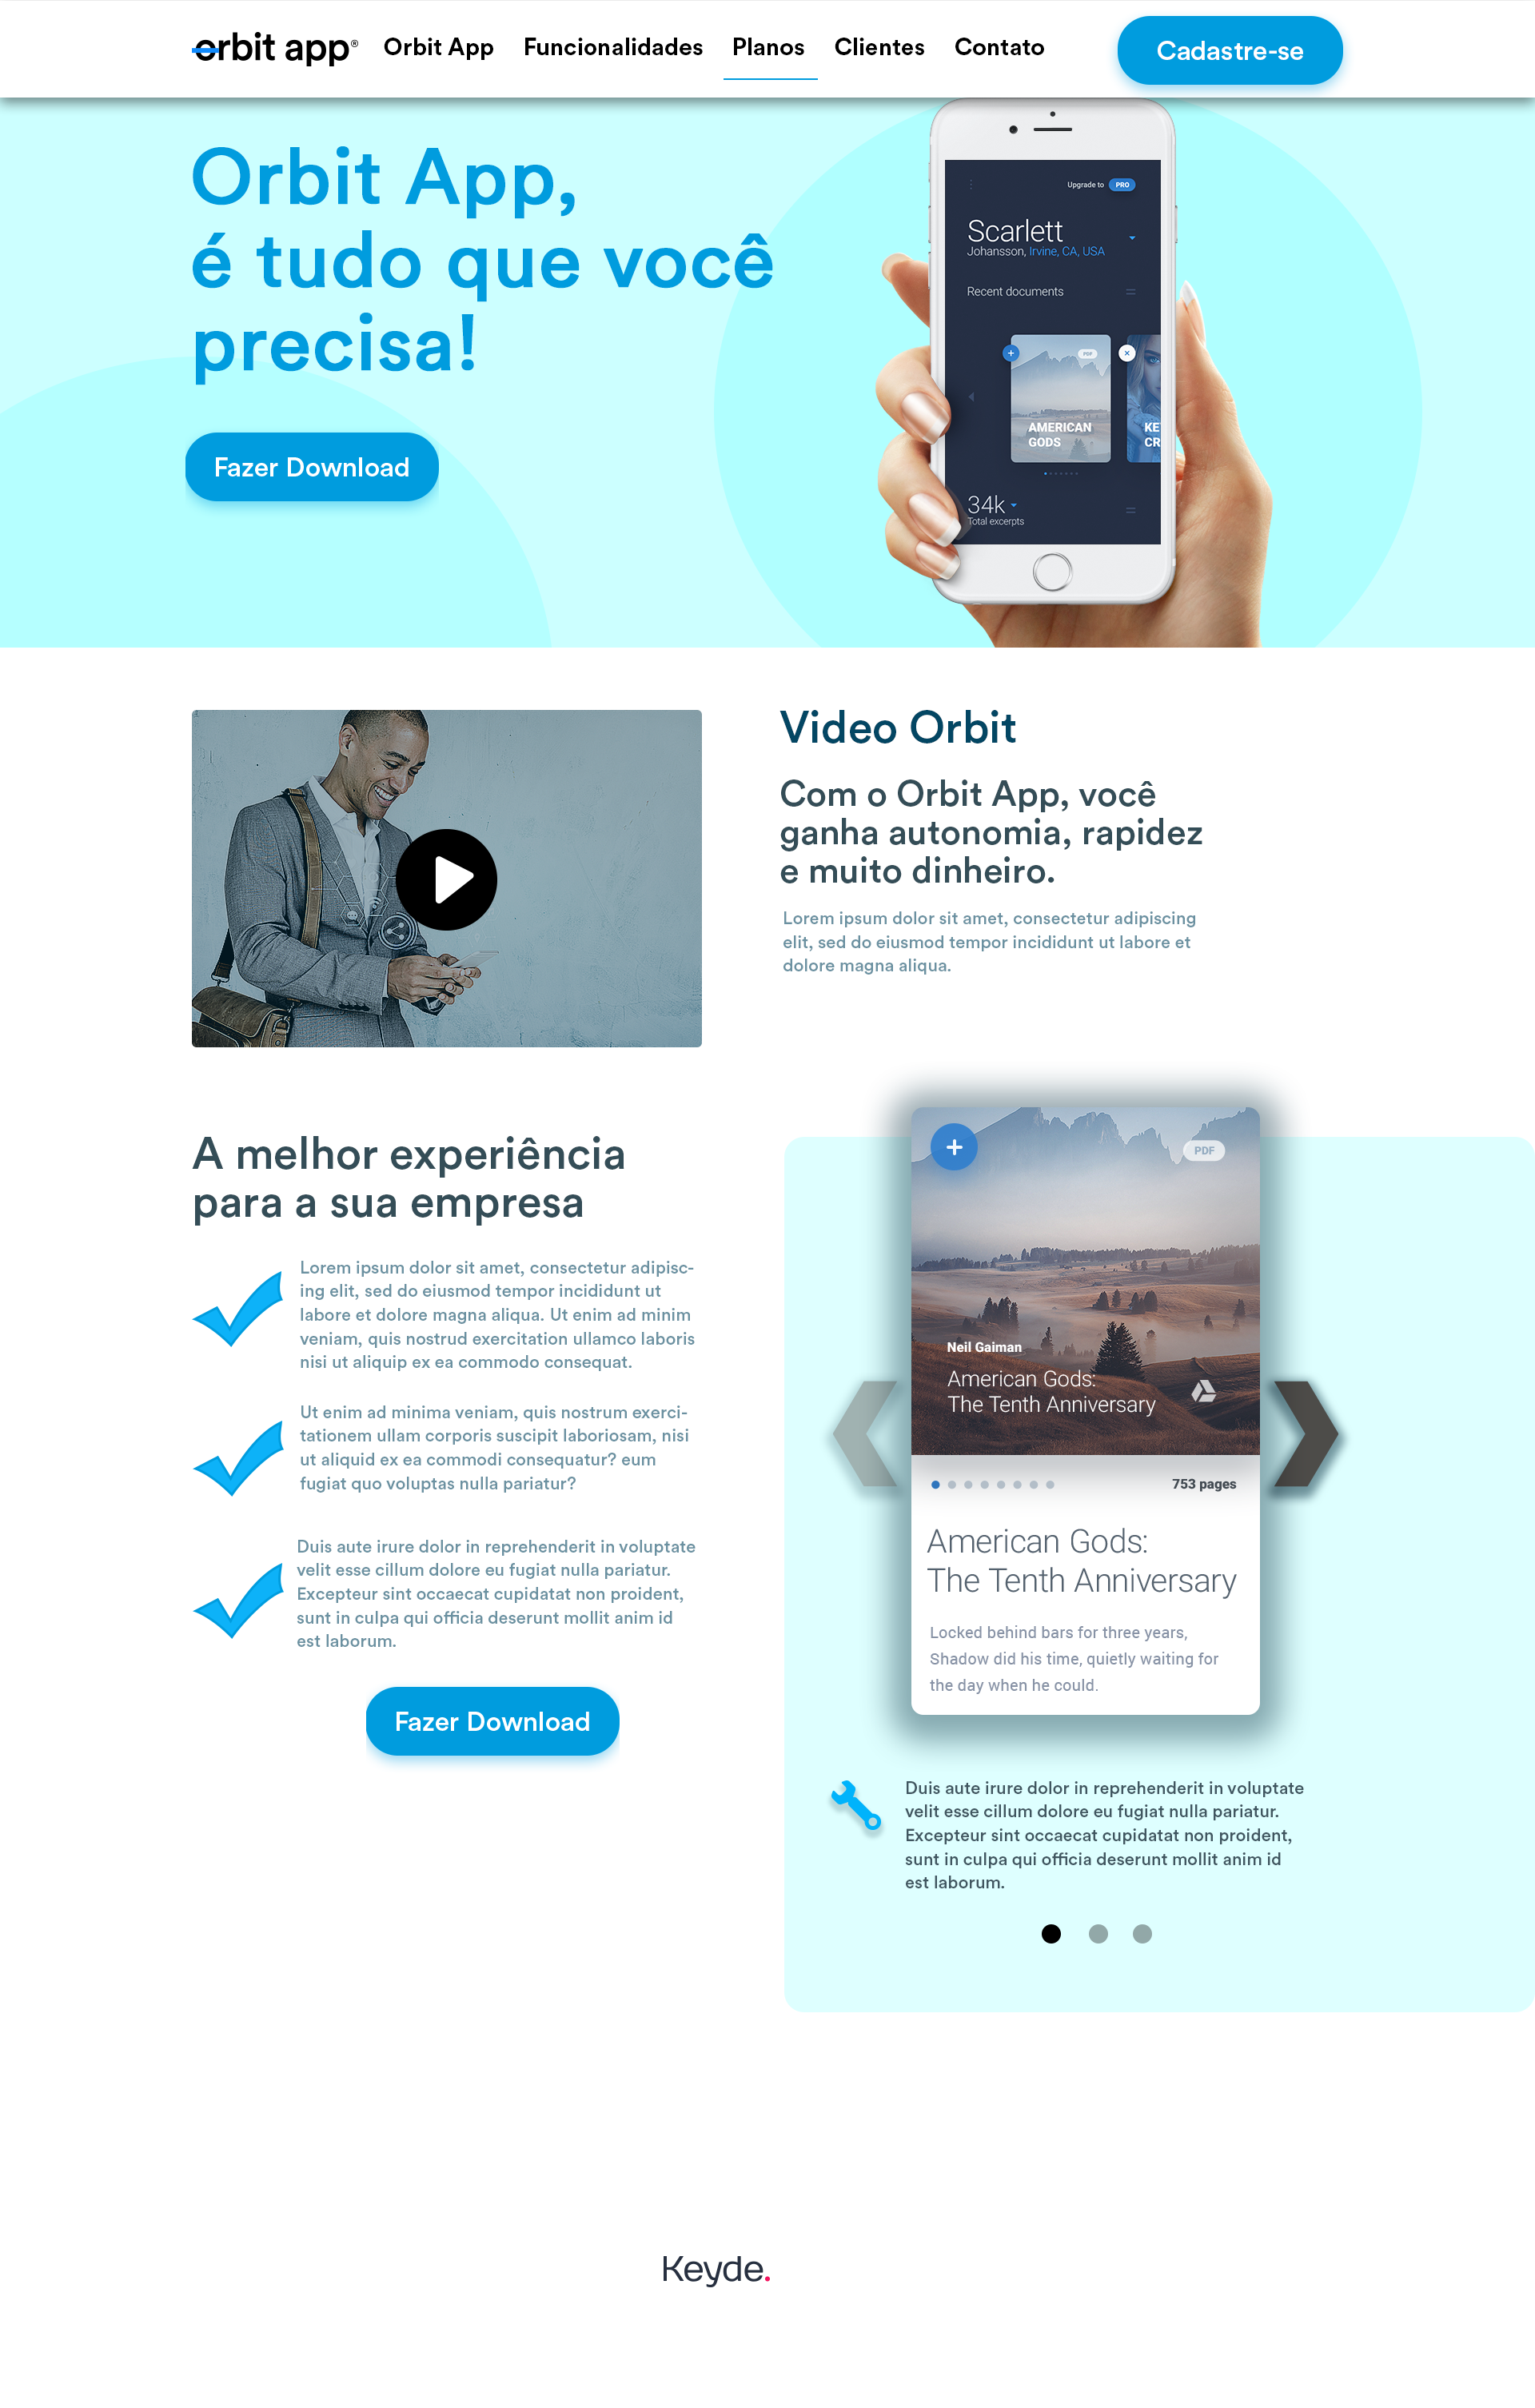 orbit app®
Orbit App
Funcionalidades
Planos
Clientes
Contato
Cadastre-se
Orbit App,
é tudo que você
precisa!
Fazer Download
Upgrade to PRO
Scarlett
Johansson, Irvine, CA, USA
Recent documents
PDF
AMERICAN
GODS
KE
CR
34k
Total excerpts
Video Orbit
Com o Orbit App, você
ganha autonomia, rapidez
e muito dinheiro.
Lorem ipsum dolor sit amet, consectetur adipiscing
elit, sed do eiusmod tempor incididunt ut labore et
dolore magna aliqua.
A melhor experiência
para a sua empresa
Lorem ipsum dolor sit amet, consectetur adipisc-
ing elit, sed do eiusmod tempor incididunt ut
labore et dolore magna aliqua. Ut enim ad minim
veniam, quis nostrud exercitation ullamco laboris
nisi ut aliquip ex ea commodo consequat.
Ut enim ad minima veniam, quis nostrum exerci-
tationem ullam corporis suscipit laboriosam, nisi
ut aliquid ex ea commodi consequatur? eum
fugiat quo voluptas nulla pariatur?
Duis aute irure dolor in reprehenderit in voluptate
velit esse cillum dolore eu fugiat nulla pariatur.
Excepteur sint occaecat cupidatat non proident,
sunt in culpa qui officia deserunt mollit anim id
est laborum.
Fazer Download
PDF
Neil Gaiman
American Gods:
The Tenth Anniversary
753 pages
American Gods:
The Tenth Anniversary
Locked behind bars for three years,
Shadow did his time, quietly waiting for
the day when he could.
Duis aute irure dolor in reprehenderit in voluptate
velit esse cillum dolore eu fugiat nulla pariatur.
Excepteur sint occaecat cupidatat non proident,
sunt in culpa qui officia deserunt mollit anim id
est laborum.
Keyde.